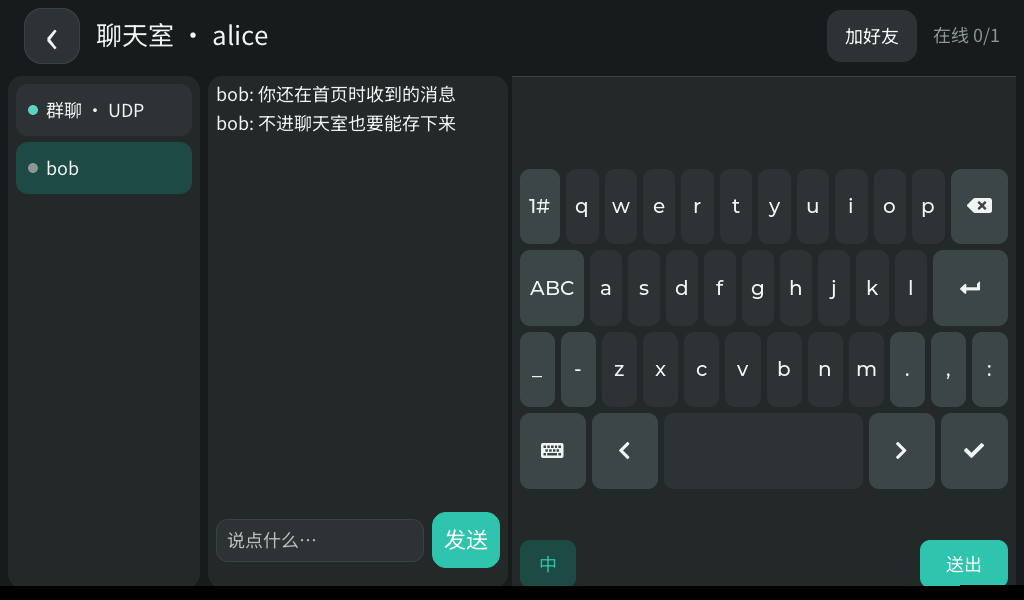 聊天室 · alice
加好友
在线 0/1
群聊 · UDP
bob
bob: 你还在首页时收到的消息
bob: 不进聊天室也要能存下来
说点什么…
发送
1# q w e r t y u i o p
ABC a s d f g h j k l
_ - z x c v b n m . , :
中
送出